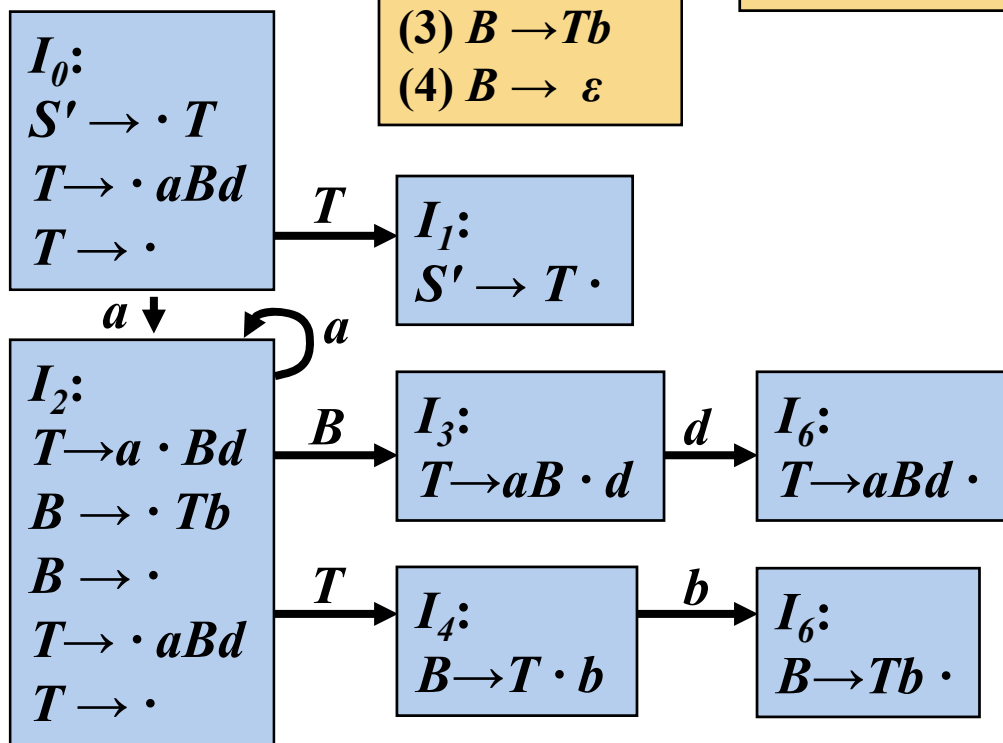 (3) B → Tb
(4) B → ε
I₀:
S' → · T
T → · aBd
T → ·
T
I₁:
S' → T ·
a
a
I₂:
T → a · Bd
B → · Tb
B → ·
T → · aBd
T → ·
B
I₃:
T → aB · d
d
I₆:
T → aBd ·
T
I₄:
B → T · b
b
I₆:
B → Tb ·